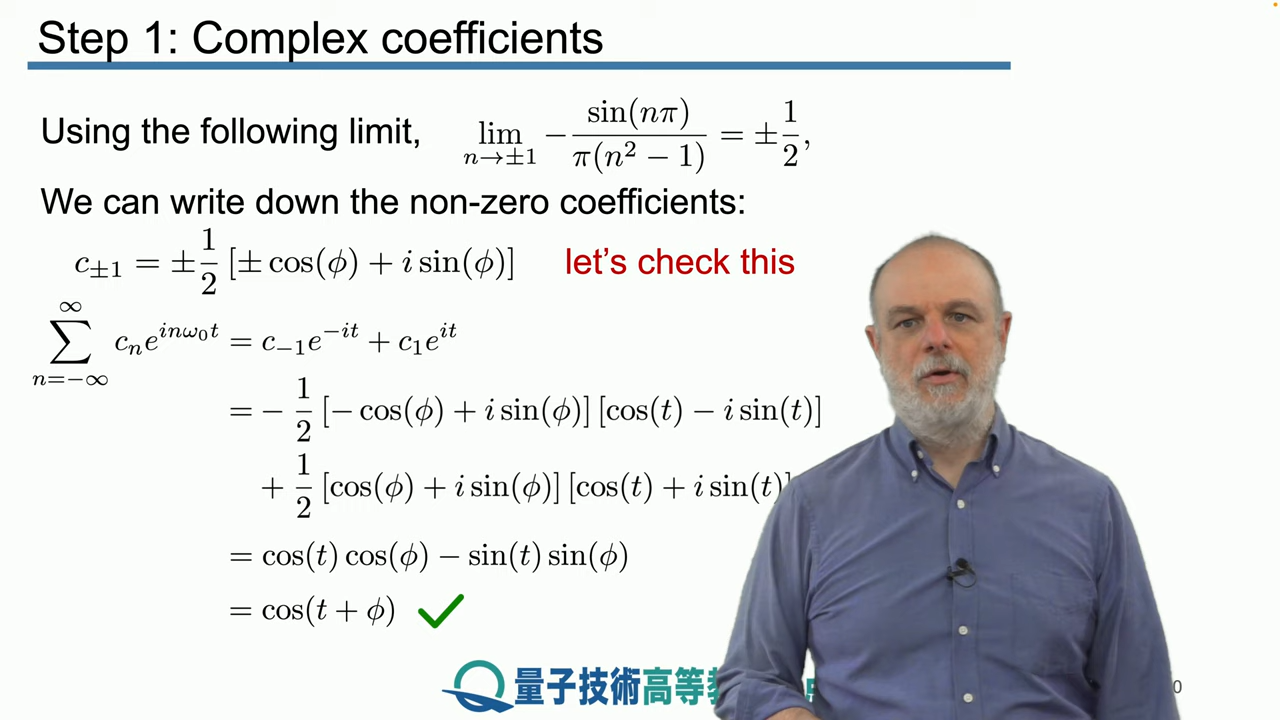 Step 1: Complex coefficients
Using the following limit, lim_{n→±1} − sin(nπ) / π(n² − 1) = ± 1/2,
We can write down the non-zero coefficients:
c_{±1} = ± 1/2 [± cos(ϕ) + i sin(ϕ)] let's check this
∑_{n=−∞}^{∞} c_n e^{inω₀t} = c_{−1}e^{−it} + c_1e^{it}
= − 1/2 [− cos(ϕ) + i sin(ϕ)] [cos(t) − i sin(t)]
+ 1/2 [cos(ϕ) + i sin(ϕ)] [cos(t) + i sin(t)]
= cos(t) cos(ϕ) − sin(t) sin(ϕ)
= cos(t + ϕ) ✓
量子技術高等教